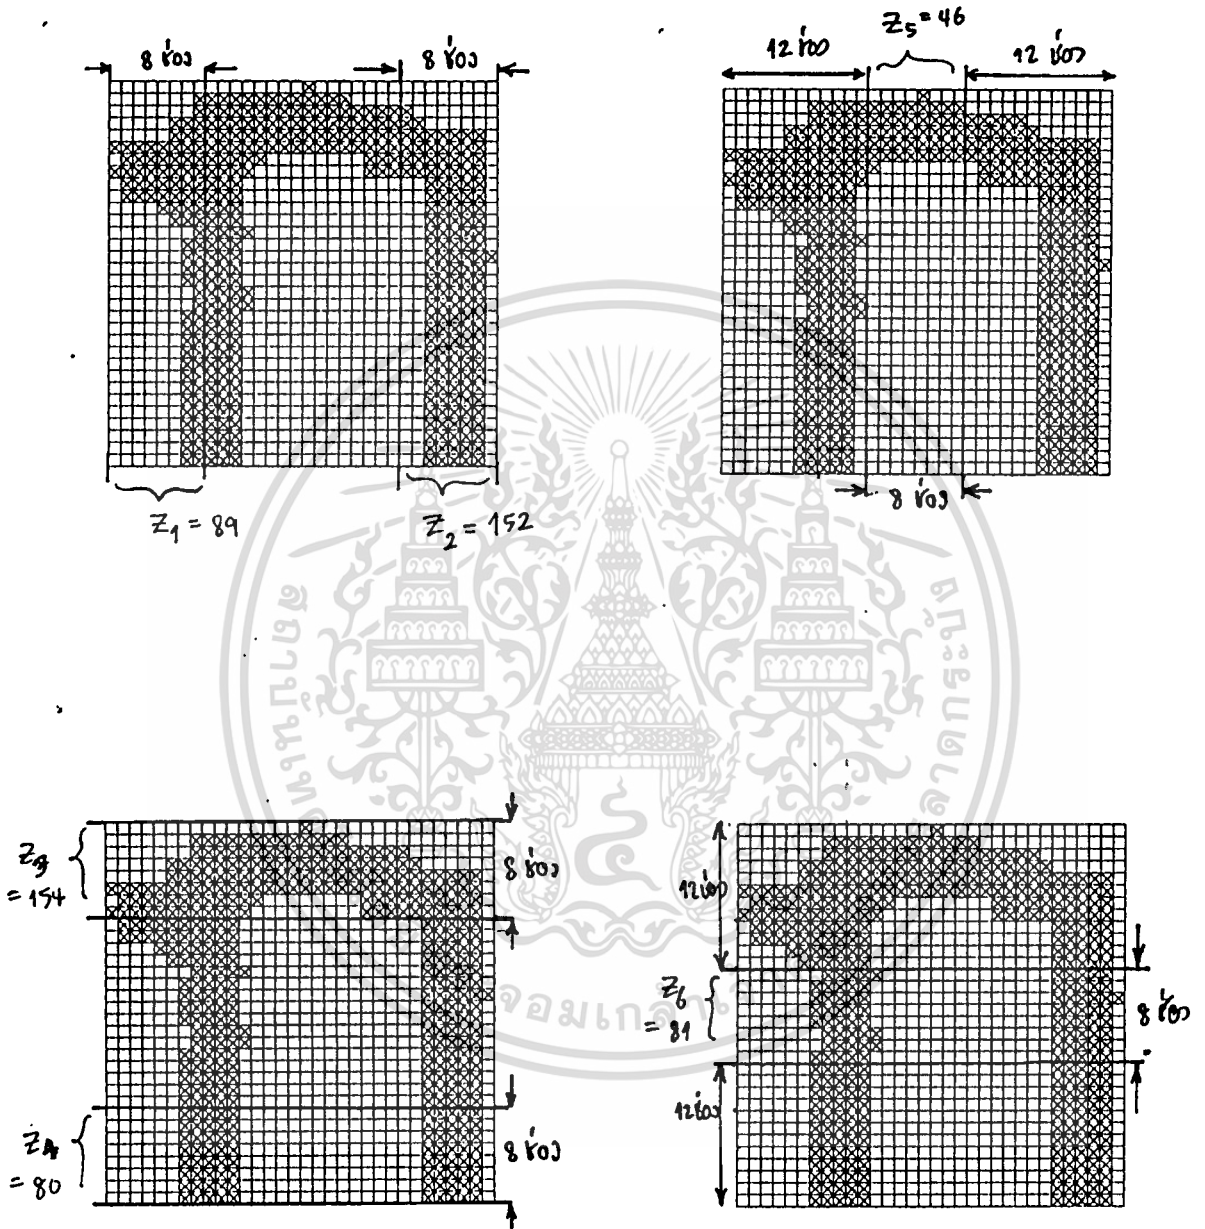 8 ช่อง
8 ช่อง
Z₁ = 89
Z₂ = 152
Z₅ = 46
12 ช่อง
12 ช่อง
8 ช่อง
Z₃
= 154
8 ช่อง
Z₄
= 80
8 ช่อง
12 ช่อง
Z₆
= 81
8 ช่อง
12 ช่อง